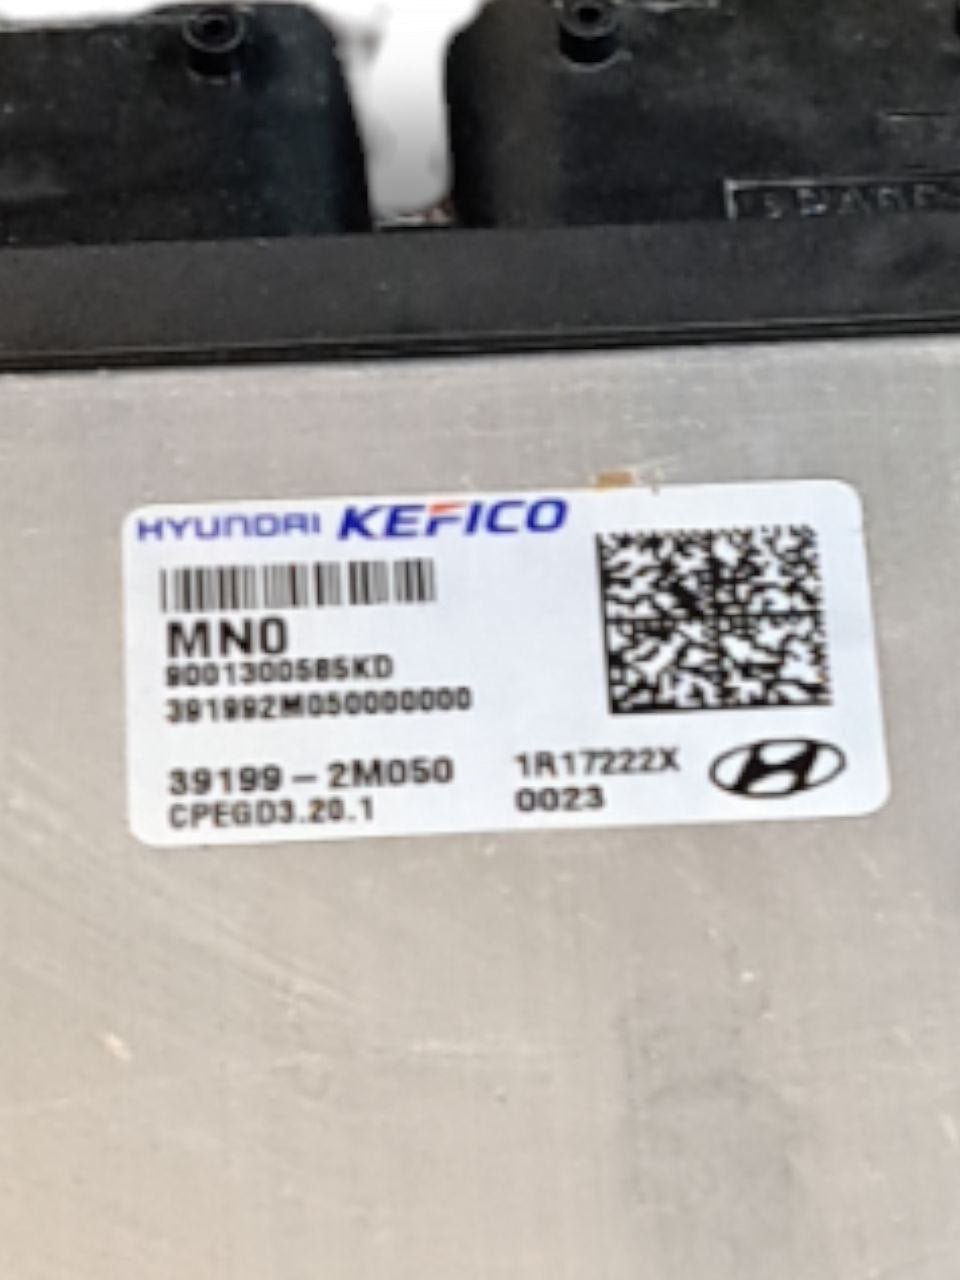 HYUNDAI KEFICO
MN0
9001300585KD
391992M050000000
39199-2M050
CPEGD3.20.1
1R17222X
0023